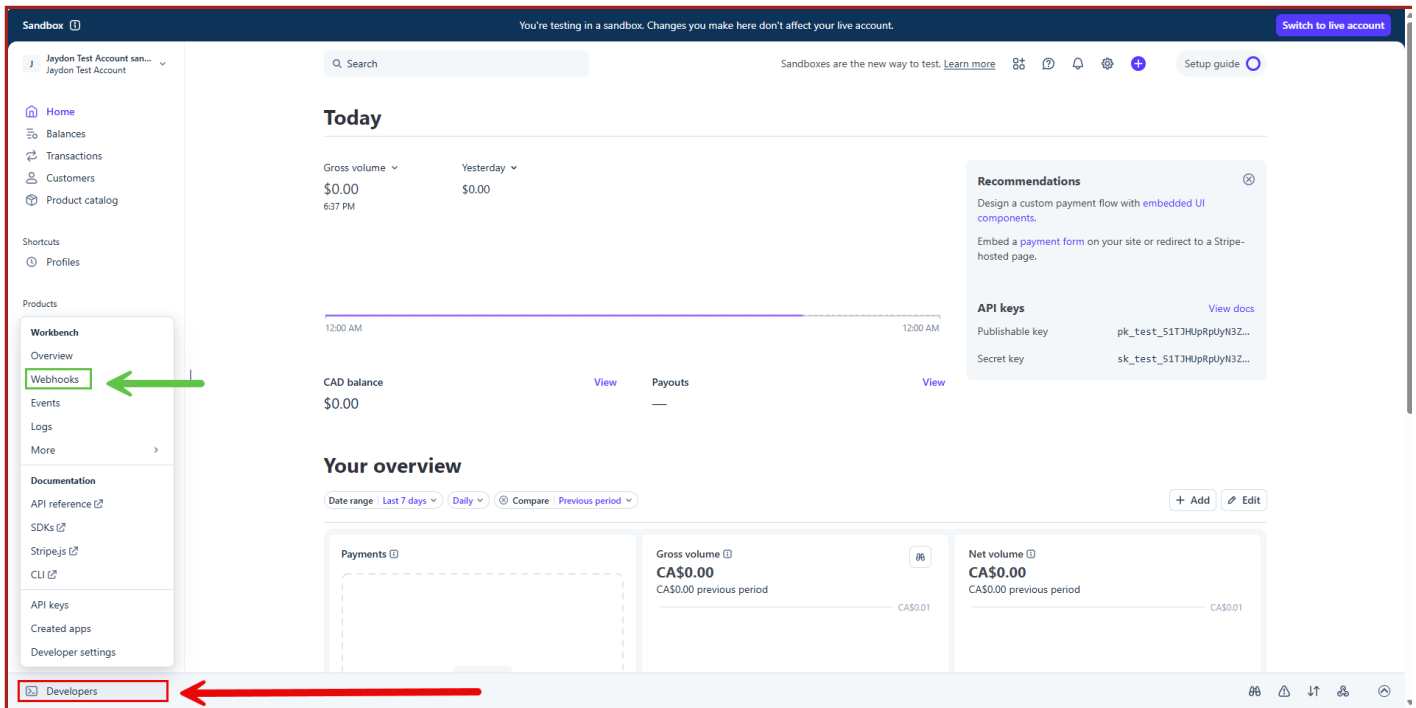 Sandbox
You're testing in a sandbox. Changes you make here don't affect your live account.
Switch to live account
J
Jaydon Test Account san...
Jaydon Test Account
Search
Sandboxes are the new way to test. Learn more
Setup guide
Home
Balances
Transactions
Customers
Product catalog
Shortcuts
Profiles
Products
Workbench
Overview
Webhooks
Events
Logs
More
Documentation
API reference
SDKs
Stripe.js
CLI
API keys
Created apps
Developer settings
Developers
Today
Gross volume
$0.00
6:37 PM
Yesterday
$0.00
12:00 AM
12:00 AM
Recommendations
Design a custom payment flow with embedded UI
components.
Embed a payment form on your site or redirect to a Stripe-
hosted page.
API keys
View docs
Publishable key
pk_test_51TJHUpRpUyN3Z...
Secret key
sk_test_51TJHUpRpUyN3Z...
CAD balance
View
$0.00
Payouts
View
—
Your overview
Date range Last 7 days
Daily
Compare Previous period
+ Add
Edit
Payments
Gross volume
CA$0.00
CA$0.00 previous period
CA$0.01
Net volume
CA$0.00
CA$0.00 previous period
CA$0.01